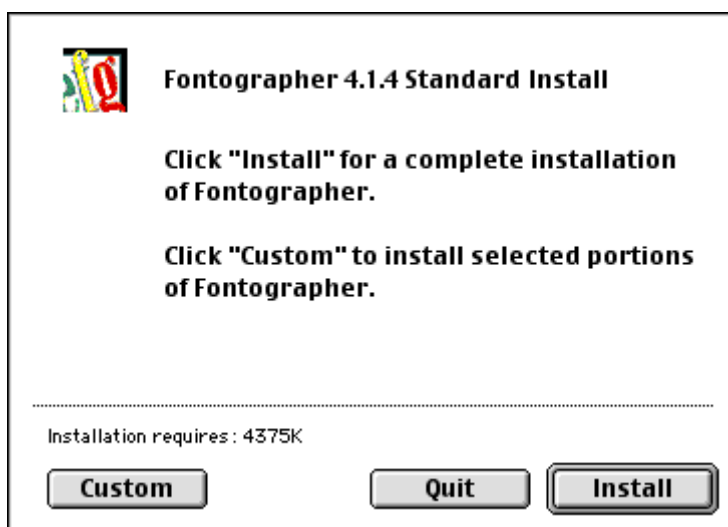 Fontographer 4.1.4 Standard Install
Click "Install" for a complete installation
of Fontographer.
Click "Custom" to install selected portions
of Fontographer.
Installation requires: 4375K
Custom
Quit
Install